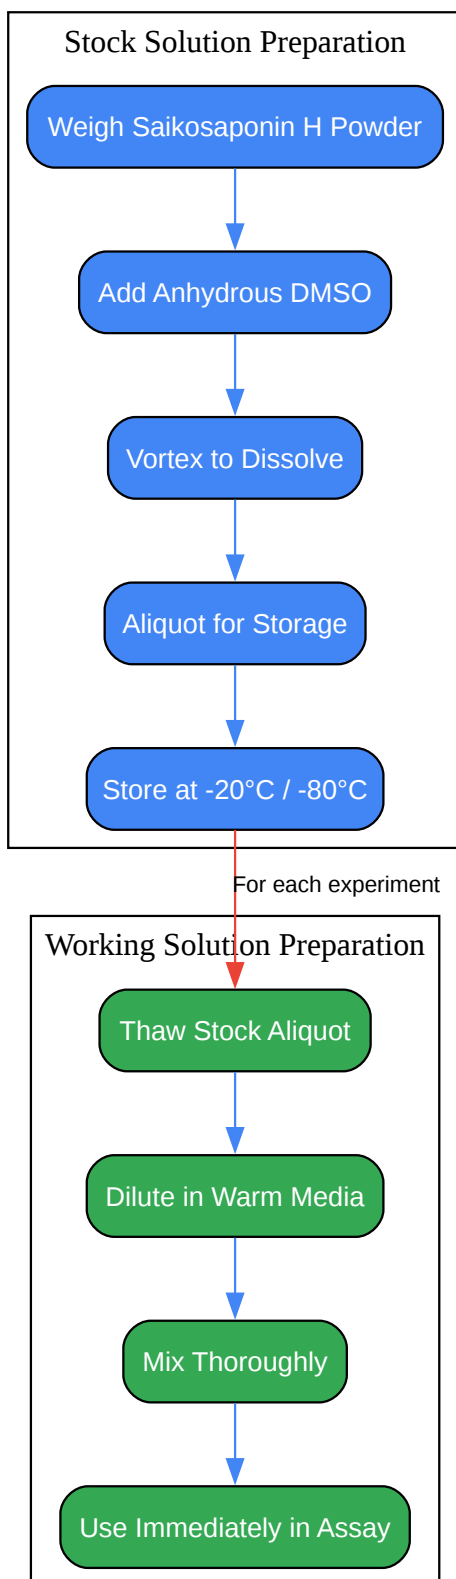 Stock Solution Preparation
Weigh Saikosaponin H Powder
Add Anhydrous DMSO
Vortex to Dissolve
Aliquot for Storage
Store at -20°C / -80°C
For each experiment
Working Solution Preparation
Thaw Stock Aliquot
Dilute in Warm Media
Mix Thoroughly
Use Immediately in Assay